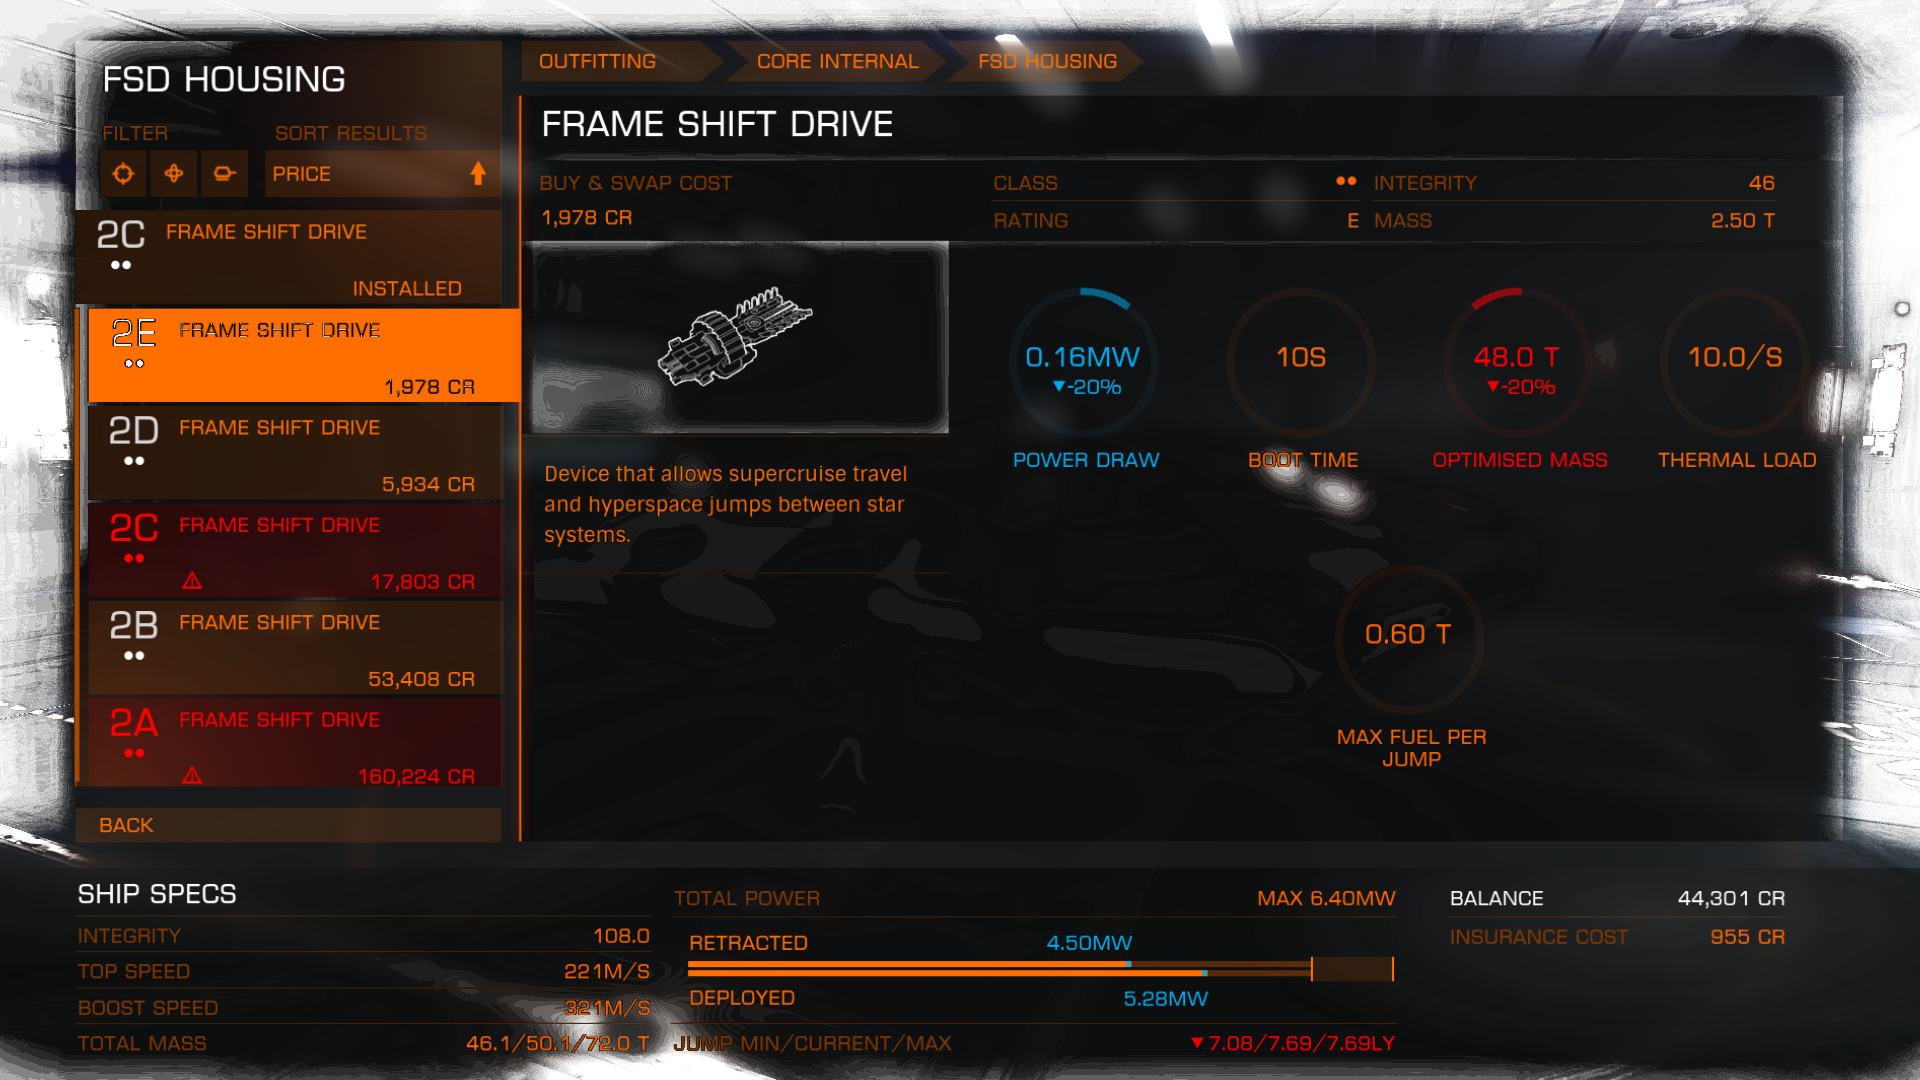 FSD HOUSING
FILTER
SORT RESULTS
PRICE
2C FRAME SHIFT DRIVE
INSTALLED
2E FRAME SHIFT DRIVE
1,978 CR
2D FRAME SHIFT DRIVE
5,934 CR
2C FRAME SHIFT DRIVE
17,803 CR
2B FRAME SHIFT DRIVE
53,408 CR
2A FRAME SHIFT DRIVE
160,224 CR
BACK
OUTFITTING
CORE INTERNAL
FSD HOUSING
FRAME SHIFT DRIVE
BUY & SWAP COST
1,978 CR
CLASS
RATING E
INTEGRITY 46
MASS 2.50 T
Device that allows supercruise travel
and hyperspace jumps between star
systems.
0.16MW
▼-20%
POWER DRAW
10S
BOOT TIME
48.0 T
▼-20%
OPTIMISED MASS
10.0/S
THERMAL LOAD
0.60 T
MAX FUEL PER
JUMP
SHIP SPECS
INTEGRITY 108.0
TOP SPEED 221M/S
BOOST SPEED 321M/S
TOTAL MASS 46.1/50.1/72.0 T
TOTAL POWER MAX 6.40MW
RETRACTED 4.50MW
DEPLOYED 5.28MW
JUMP MIN/CURRENT/MAX ▼7.08/7.69/7.69LY
BALANCE 44,301 CR
INSURANCE COST 955 CR